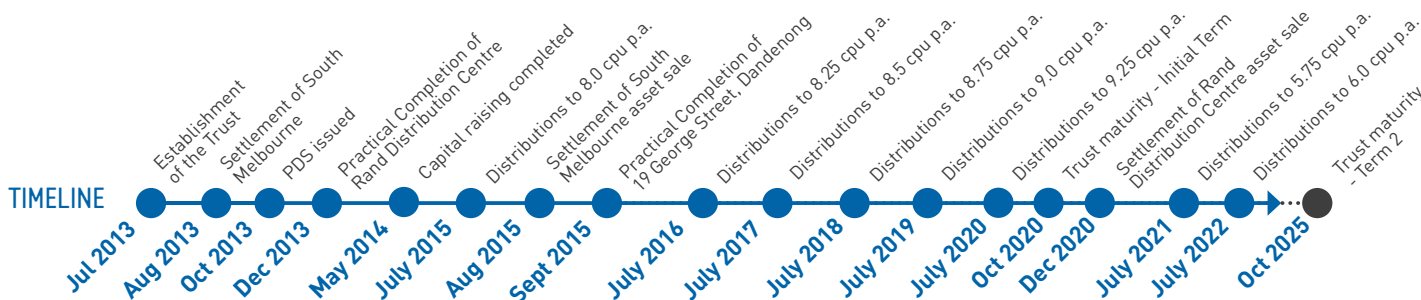 TIMELINE
Establishment
of the Trust
Jul 2013
Settlement of South
Melbourne
Aug 2013
PDS issued
Oct 2013
Practical Completion of
Rand Distribution Centre
Dec 2013
Capital raising completed
May 2014
Distributions to 8.0 cpu p.a.
July 2015
Settlement of South
Melbourne asset sale
Aug 2015
Practical Completion of
19 George Street, Dandenong
Sept 2015
Distributions to 8.25 cpu p.a.
July 2016
Distributions to 8.5 cpu p.a.
July 2017
Distributions to 8.75 cpu p.a.
July 2018
Distributions to 9.0 cpu p.a.
July 2019
Distributions to 9.25 cpu p.a.
July 2020
Trust maturity - Initial Term
Oct 2020
Settlement of Rand
Distribution Centre asset sale
Dec 2020
Distributions to 5.75 cpu p.a.
July 2021
Distributions to 6.0 cpu p.a.
July 2022
Trust maturity
- Term 2
Oct 2025